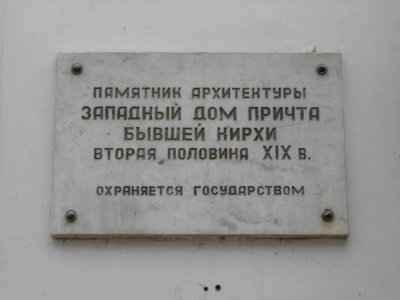 ПАМЯТНИК АРХИТЕКТУРЫ
ЗАПАДНЫЙ ДОМ ПРИЧТА
БЫВШЕЙ КИРХИ
ВТОРАЯ ПОЛОВИНА XIX В.
ОХРАНЯЕТСЯ ГОСУДАРСТВОМ